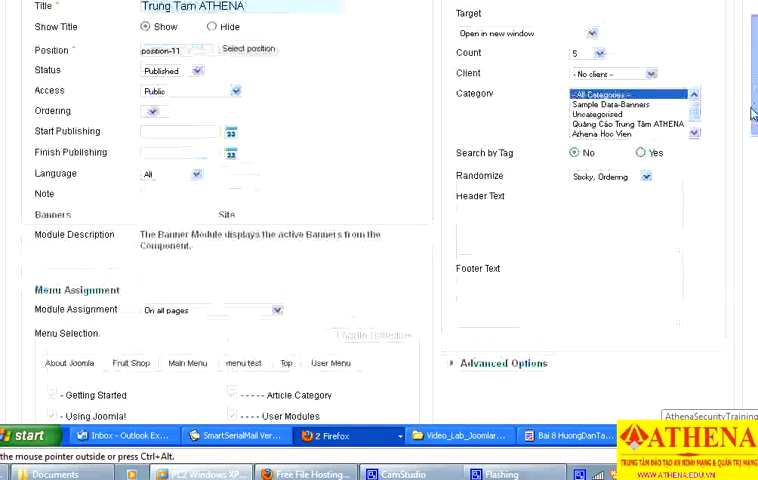 Title * Trung Tam ATHENA
Show Title Show Hide
Position * position-11 Select position
Status Published
Access Public
Ordering
Start Publishing 23
Finish Publishing 23
Language All
Note
Banners Site
Module Description The Banner Module displays the active Banners from the
Component.
Menu Assignment
Module Assignment On all pages
Menu Selection.
About Joomla Fruit Shop Main Menu menu test Top User Menu
- Getting Started - - - - - Article Category
- Using Joomla! - - - - User Modules
Target
Open in new window
Count 5
Client - No client -
Category - All Categories -
Sample Data-Banners
Uncategorised
Quảng Cáo Trung Tâm ATHENA
Athena Hoc Vien
Search by Tag No Yes
Randomize Sticky, Ordering
Header Text
Footer Text
Advanced Options
AthenaSecurityTraining
start Inbox - Outlook Ex... SmartSerialMail Ver... 2 Firefox Video_Lab_Joomlar... Bai 8 HuongDanTa...
the mouse pointer outside or press Ctrl+Alt.
Documents PC2 Windows XP... Free File Hosting... CamStudio Flashing
ATHENA
TRUNG TÂM ĐÀO TẠO AN NINH MẠNG & QUẢN TRỊ MẠNG
WWW.ATHENA.EDU.VN